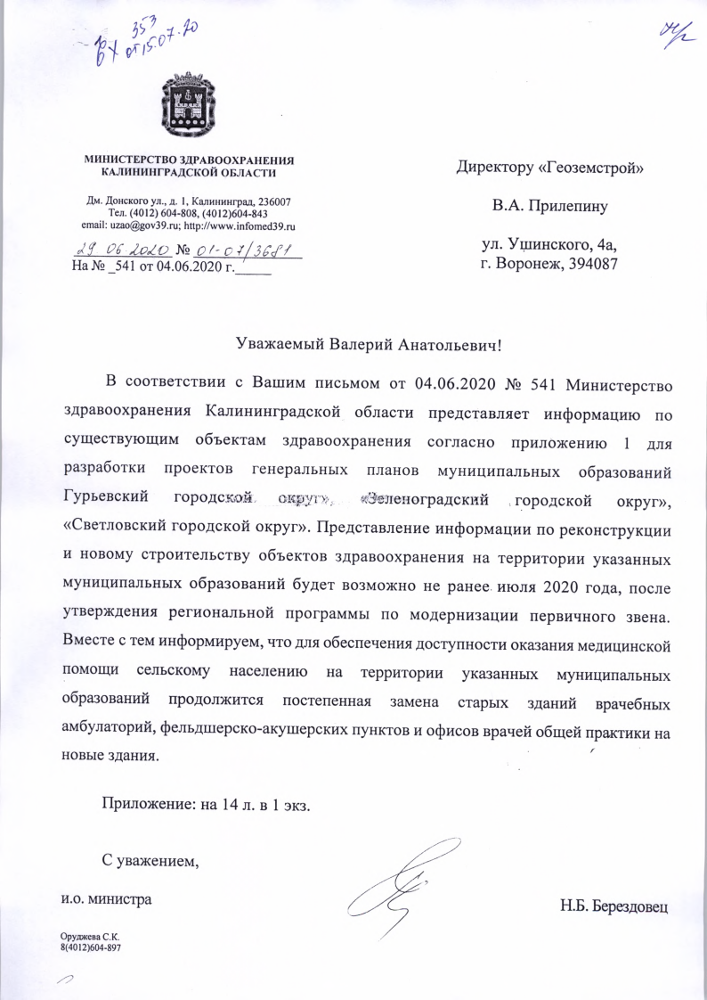 вх 353
от 15.07.20
МИНИСТЕРСТВО ЗДРАВООХРАНЕНИЯ
КАЛИНИНГРАДСКОЙ ОБЛАСТИ
Дм. Донского ул., д. 1, Калининград, 236007
Тел. (4012) 604-808, (4012)604-843
email: uzao@gov39.ru; http://www.infomed39.ru
29 06 2020 № 01-07/3681
На № _541 от 04.06.2020 г.______
Директору «Геоземстрой»
В.А. Прилепину
ул. Ушинского, 4а,
г. Воронеж, 394087
Уважаемый Валерий Анатольевич!
В соответствии с Вашим письмом от 04.06.2020 № 541 Министерство
здравоохранения Калининградской области представляет информацию по
существующим объектам здравоохранения согласно приложению 1 для
разработки проектов генеральных планов муниципальных образований
Гурьевский городской округ», «Зеленоградский городской округ»,
«Светловский городской округ». Представление информации по реконструкции
и новому строительству объектов здравоохранения на территории указанных
муниципальных образований будет возможно не ранее июля 2020 года, после
утверждения региональной программы по модернизации первичного звена.
Вместе с тем информируем, что для обеспечения доступности оказания медицинской
помощи сельскому населению на территории указанных муниципальных
образований продолжится постепенная замена старых зданий врачебных
амбулаторий, фельдшерско-акушерских пунктов и офисов врачей общей практики на
новые здания.
Приложение: на 14 л. в 1 экз.
С уважением,
и.о. министра
Н.Б. Берездовец
Оруджева С.К.
8(4012)604-897